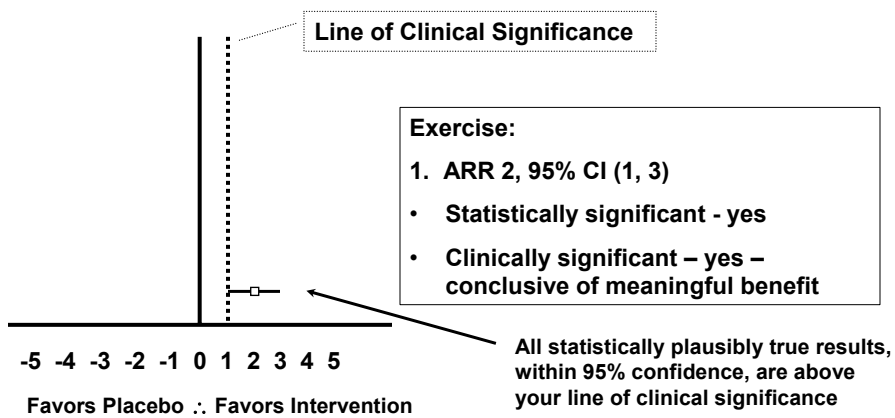 Line of Clinical Significance
Exercise:
1. ARR 2, 95% CI (1, 3)
• Statistically significant - yes
• Clinically significant – yes –
conclusive of meaningful benefit
-5 -4 -3 -2 -1 0 1 2 3 4 5
Favors Placebo ∴ Favors Intervention
All statistically plausibly true results,
within 95% confidence, are above
your line of clinical significance